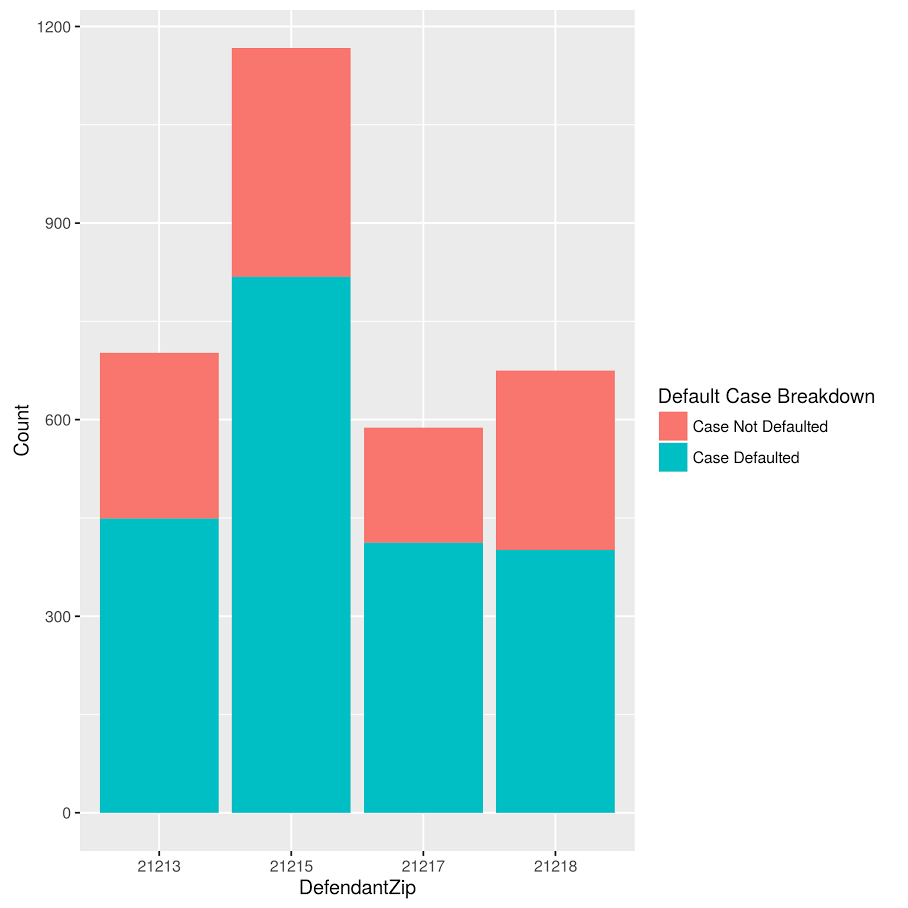 1200
900
600
300
0
Count
21213 21215 21217 21218
DefendantZip
Default Case Breakdown
Case Not Defaulted
Case Defaulted